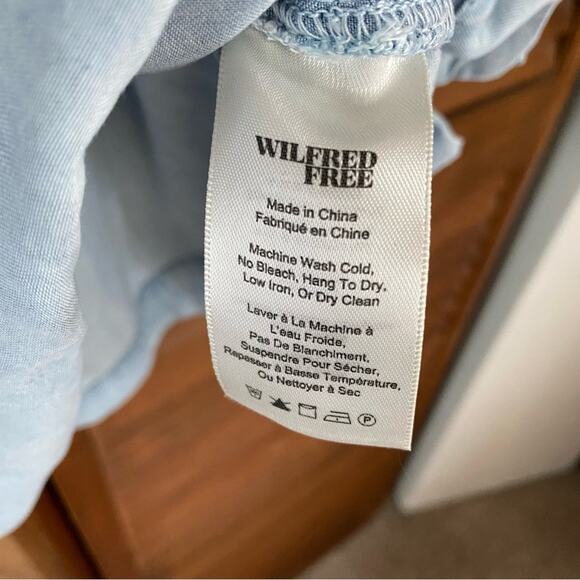 WILFRED
FREE
Made in China
Fabriqué en Chine
Machine Wash Cold,
No Bleach, Hang To Dry.
Low Iron, Or Dry Clean
Laver à La Machine à
L'eau Froide,
Pas De Blanchiment,
Suspendre Pour Sécher,
Repasser à Basse Température,
Ou Nettoyer à Sec
P